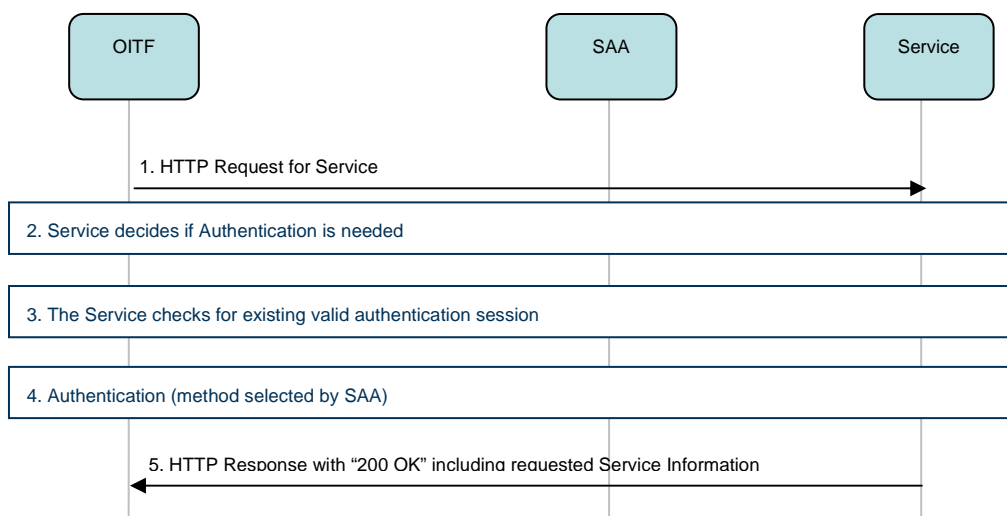 OITF
SAA
Service
1. HTTP Request for Service
2. Service decides if Authentication is needed
3. The Service checks for existing valid authentication session
4. Authentication (method selected by SAA)
5. HTTP Response with “200 OK” including requested Service Information